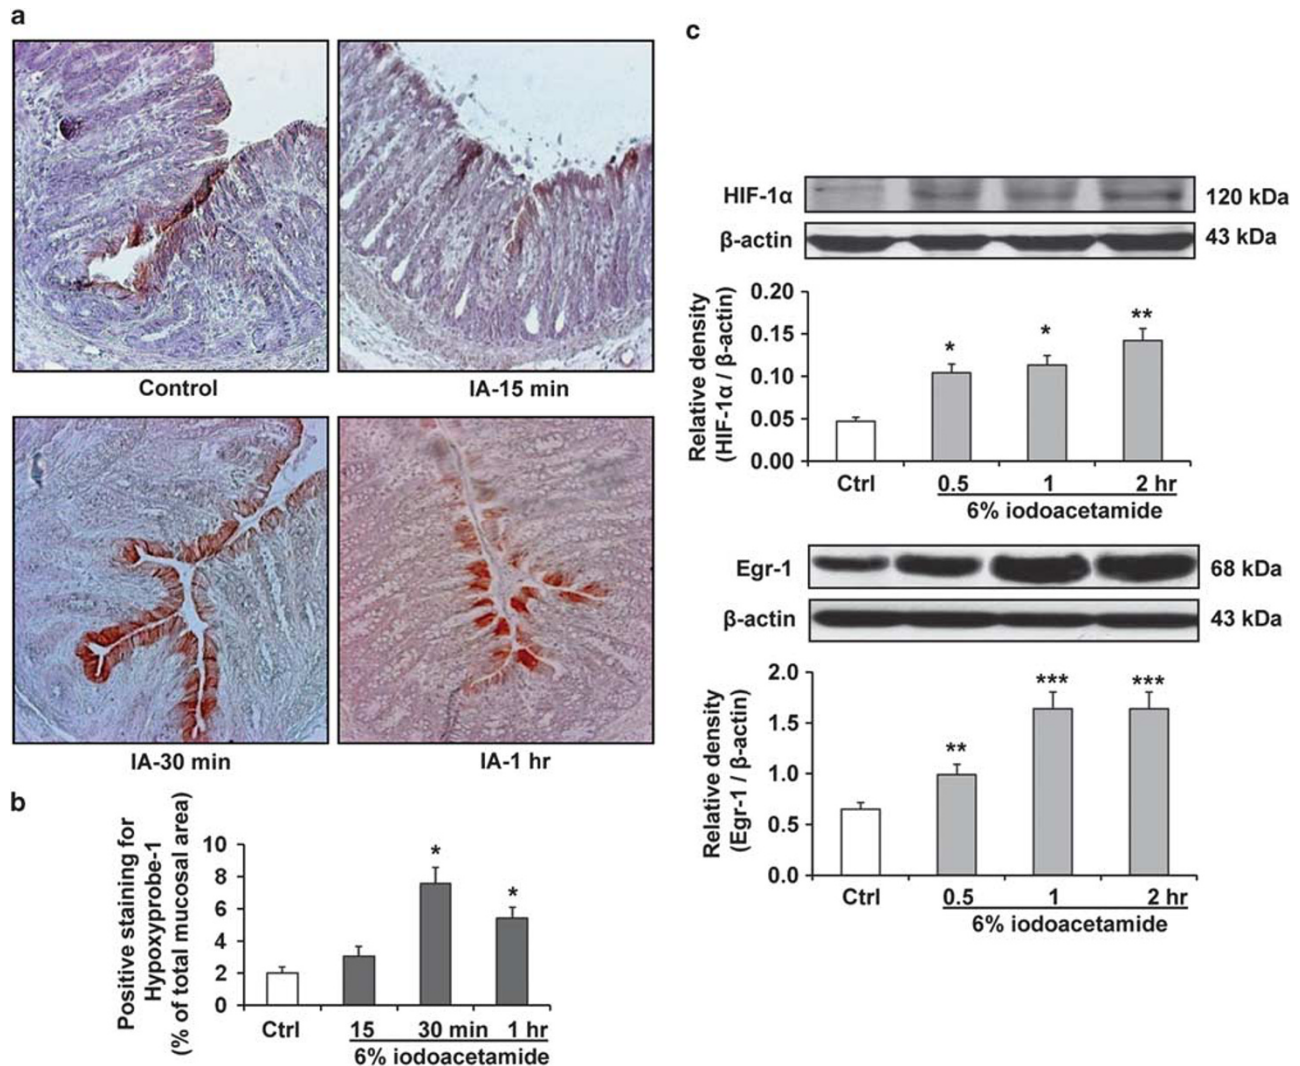 a
Control
IA-15 min
IA-30 min
IA-1 hr
b
Positive staining for
Hypoxyprobe-1
(% of total mucosal area)
10
8
6
4
2
0
*
*
Ctrl
15
30 min
1 hr
6% iodoacetamide
c
HIF-1α
120 kDa
β-actin
43 kDa
Relative density
(HIF-1α / β-actin)
0.20
0.15
0.10
0.05
0.00
*
*
**
Ctrl
0.5
1
2 hr
6% iodoacetamide
Egr-1
68 kDa
β-actin
43 kDa
Relative density
(Egr-1 / β-actin)
2.0
1.5
1.0
0.5
0.0
**
***
***
Ctrl
0.5
1
2 hr
6% iodoacetamide